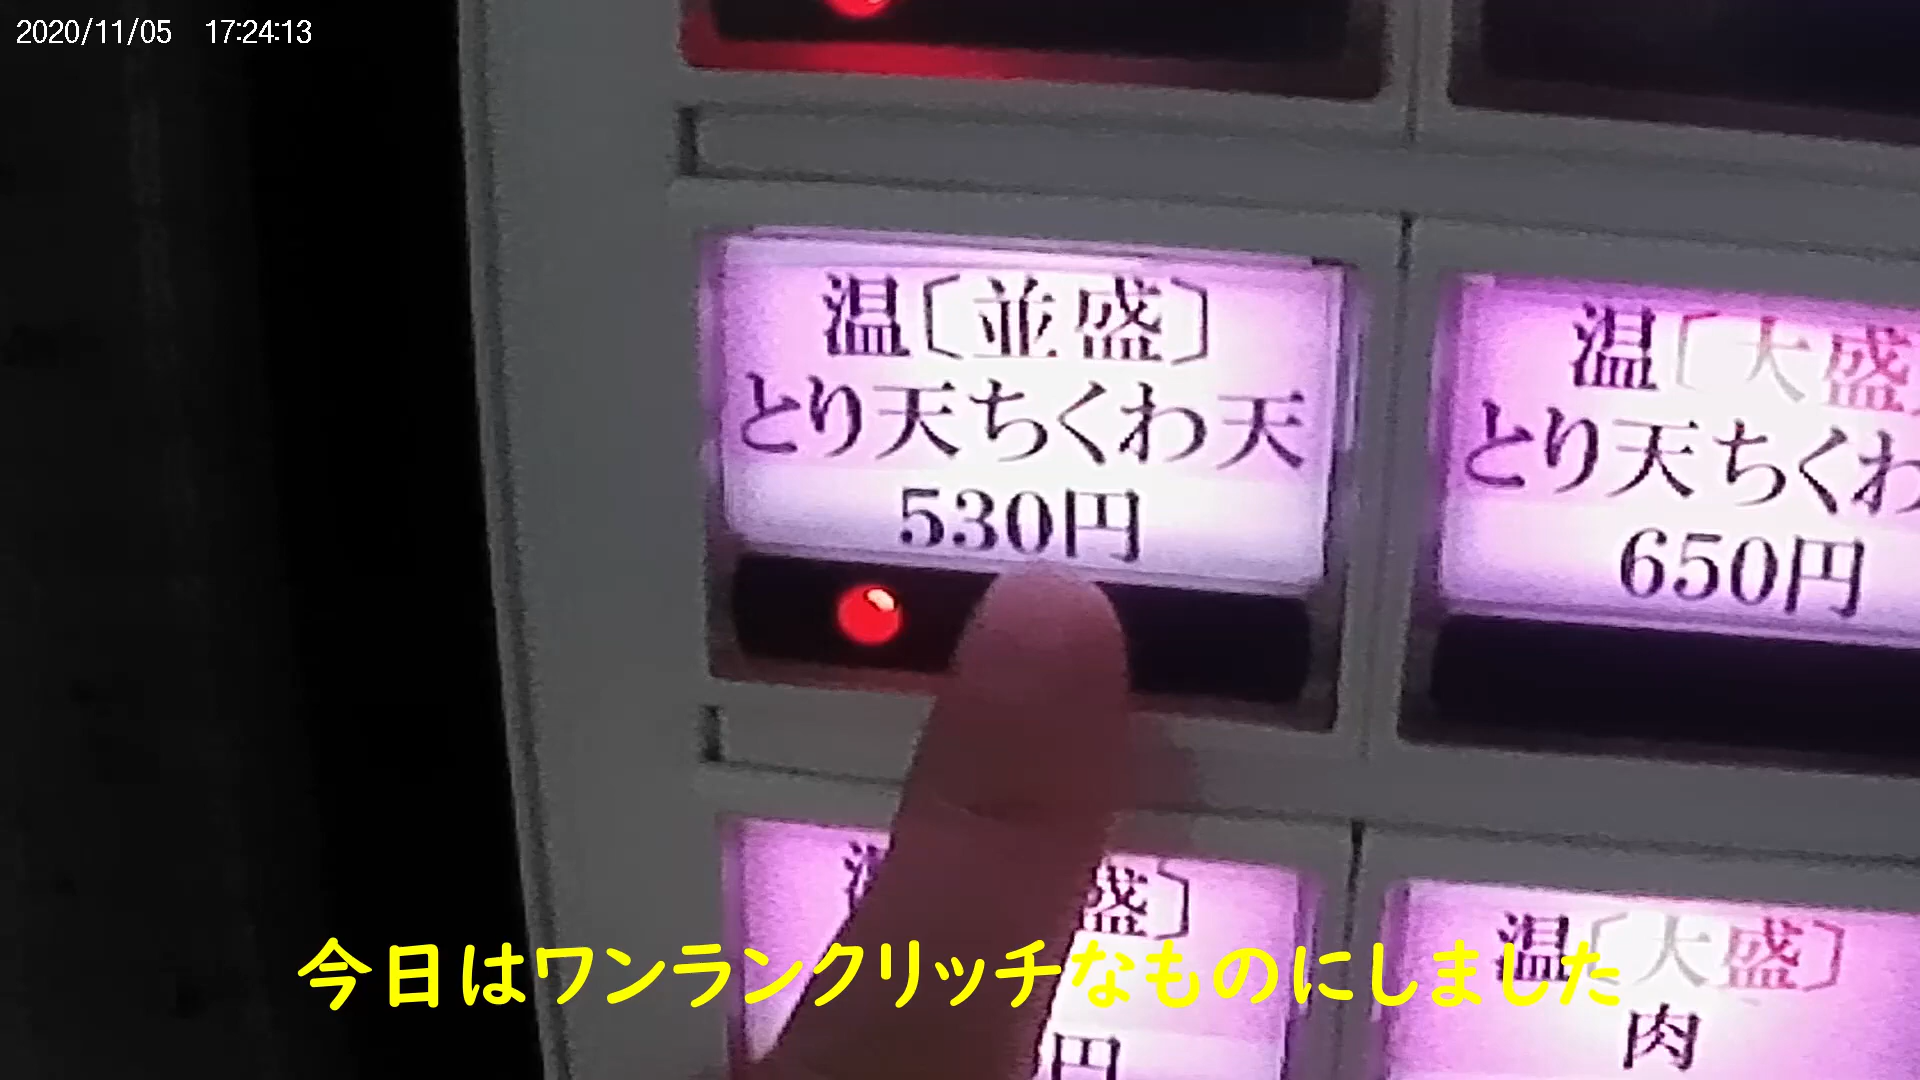 2020/11/05 17:24:13
温〔並盛〕
とり天ちくわ天
530円
温〔大盛
とり天ちくわ
650円
盛〕
円
温〔大盛〕
肉
今日はワンランクリッチなものにしました